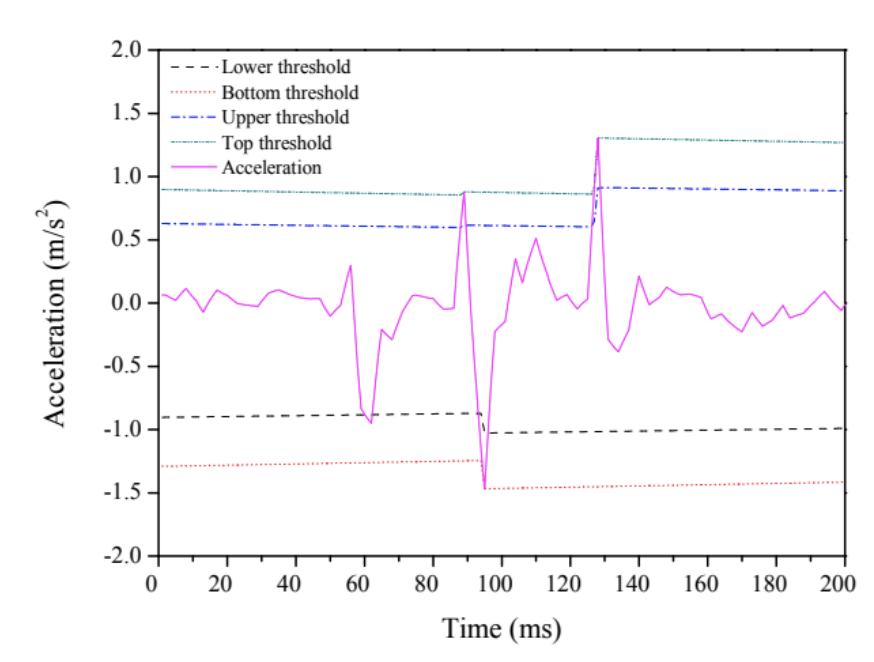 2.0
1.5
1.0
0.5
0.0
-0.5
-1.0
-1.5
-2.0
Acceleration (m/s²)
Lower threshold
Bottom threshold
Upper threshold
Top threshold
Acceleration
0 20 40 60 80 100 120 140 160 180 200
Time (ms)